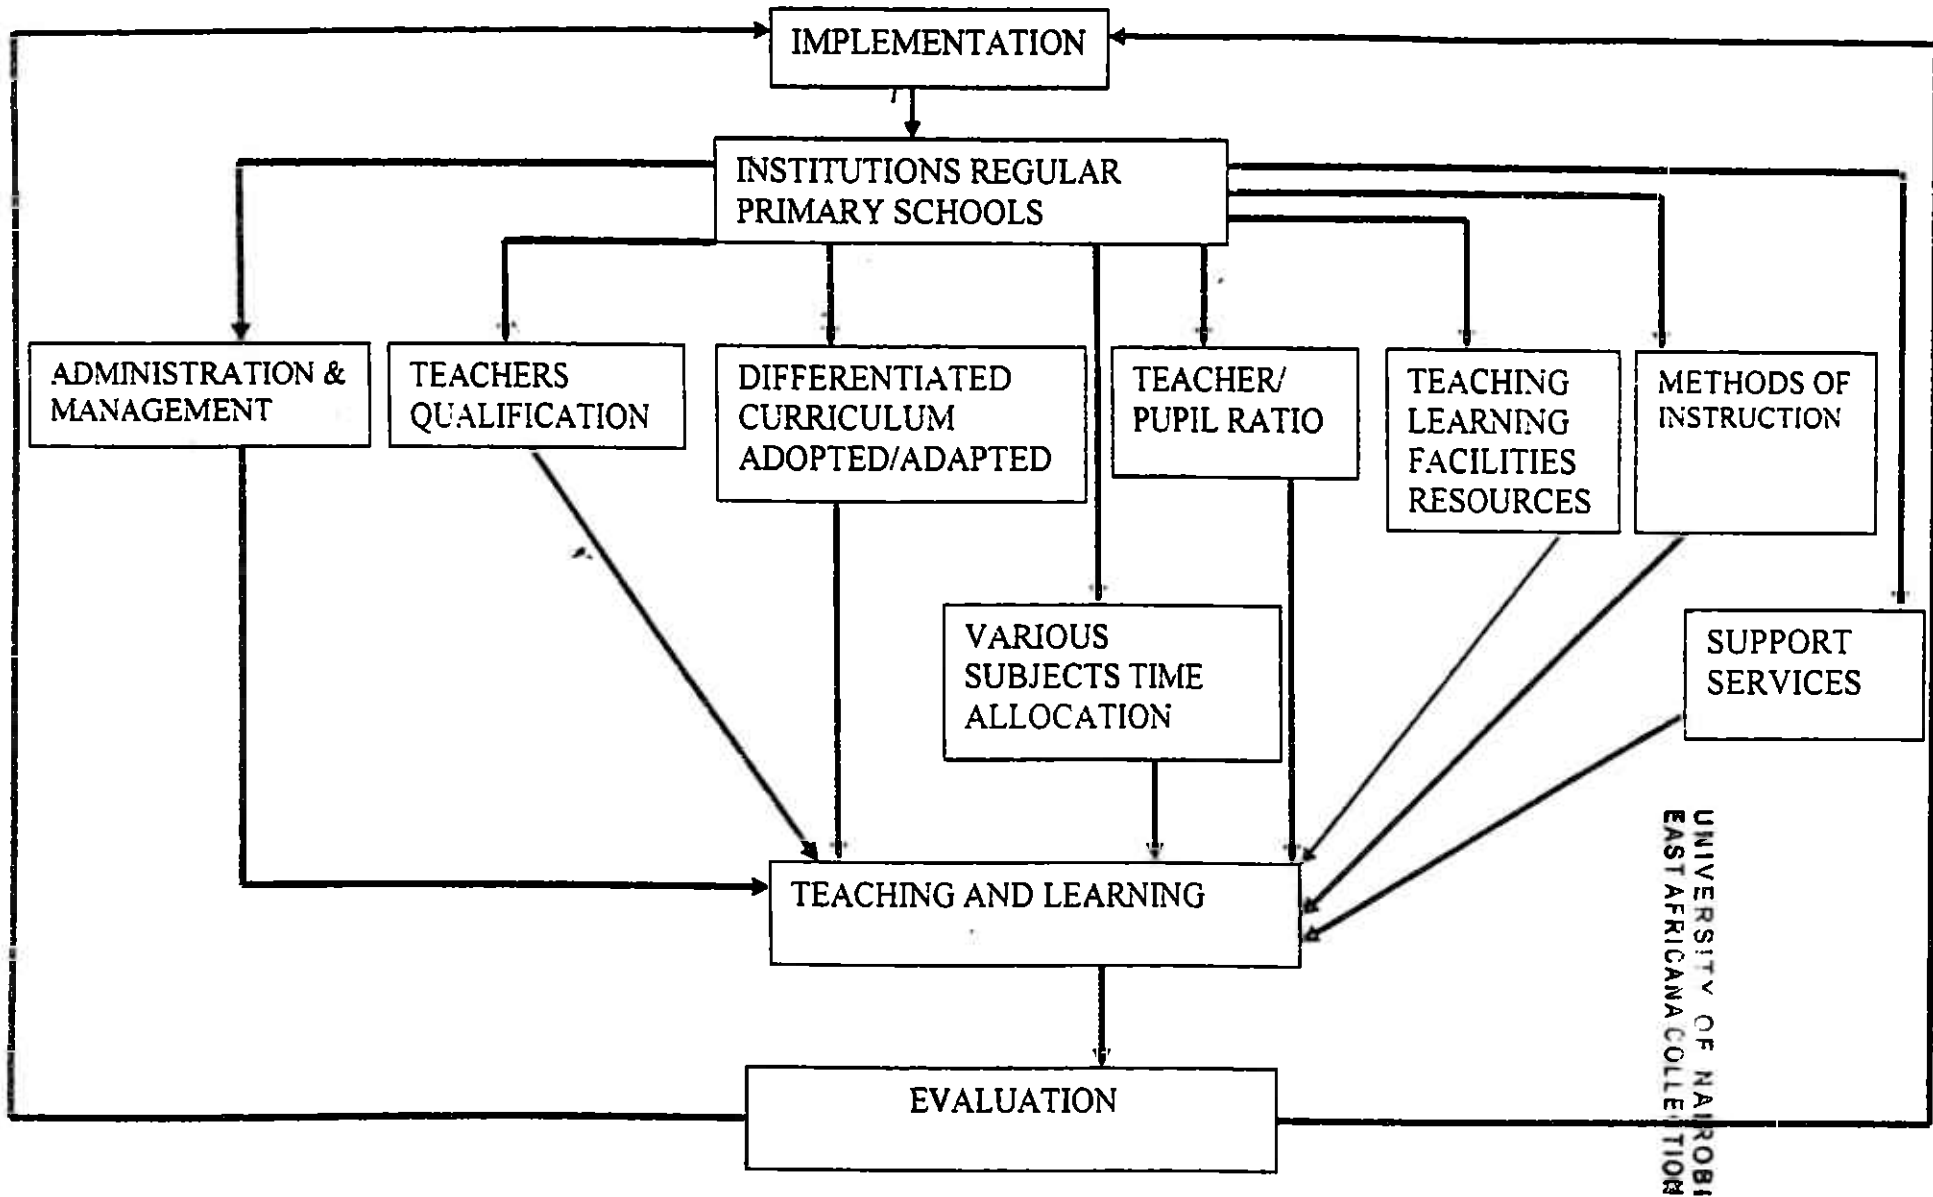 IMPLEMENTATION
INSTITUTIONS REGULAR
PRIMARY SCHOOLS
ADMINISTRATION &
MANAGEMENT
TEACHERS
QUALIFICATION
DIFFERENTIATED
CURRICULUM
ADOPTED/ADAPTED
TEACHER/
PUPIL RATIO
TEACHING
LEARNING
FACILITIES
RESOURCES
METHODS OF
INSTRUCTION
VARIOUS
SUBJECTS TIME
ALLOCATION
SUPPORT
SERVICES
TEACHING AND LEARNING
EVALUATION
UNIVERSITY OF NAIROBI
EAST AFRICANA COLLECTION